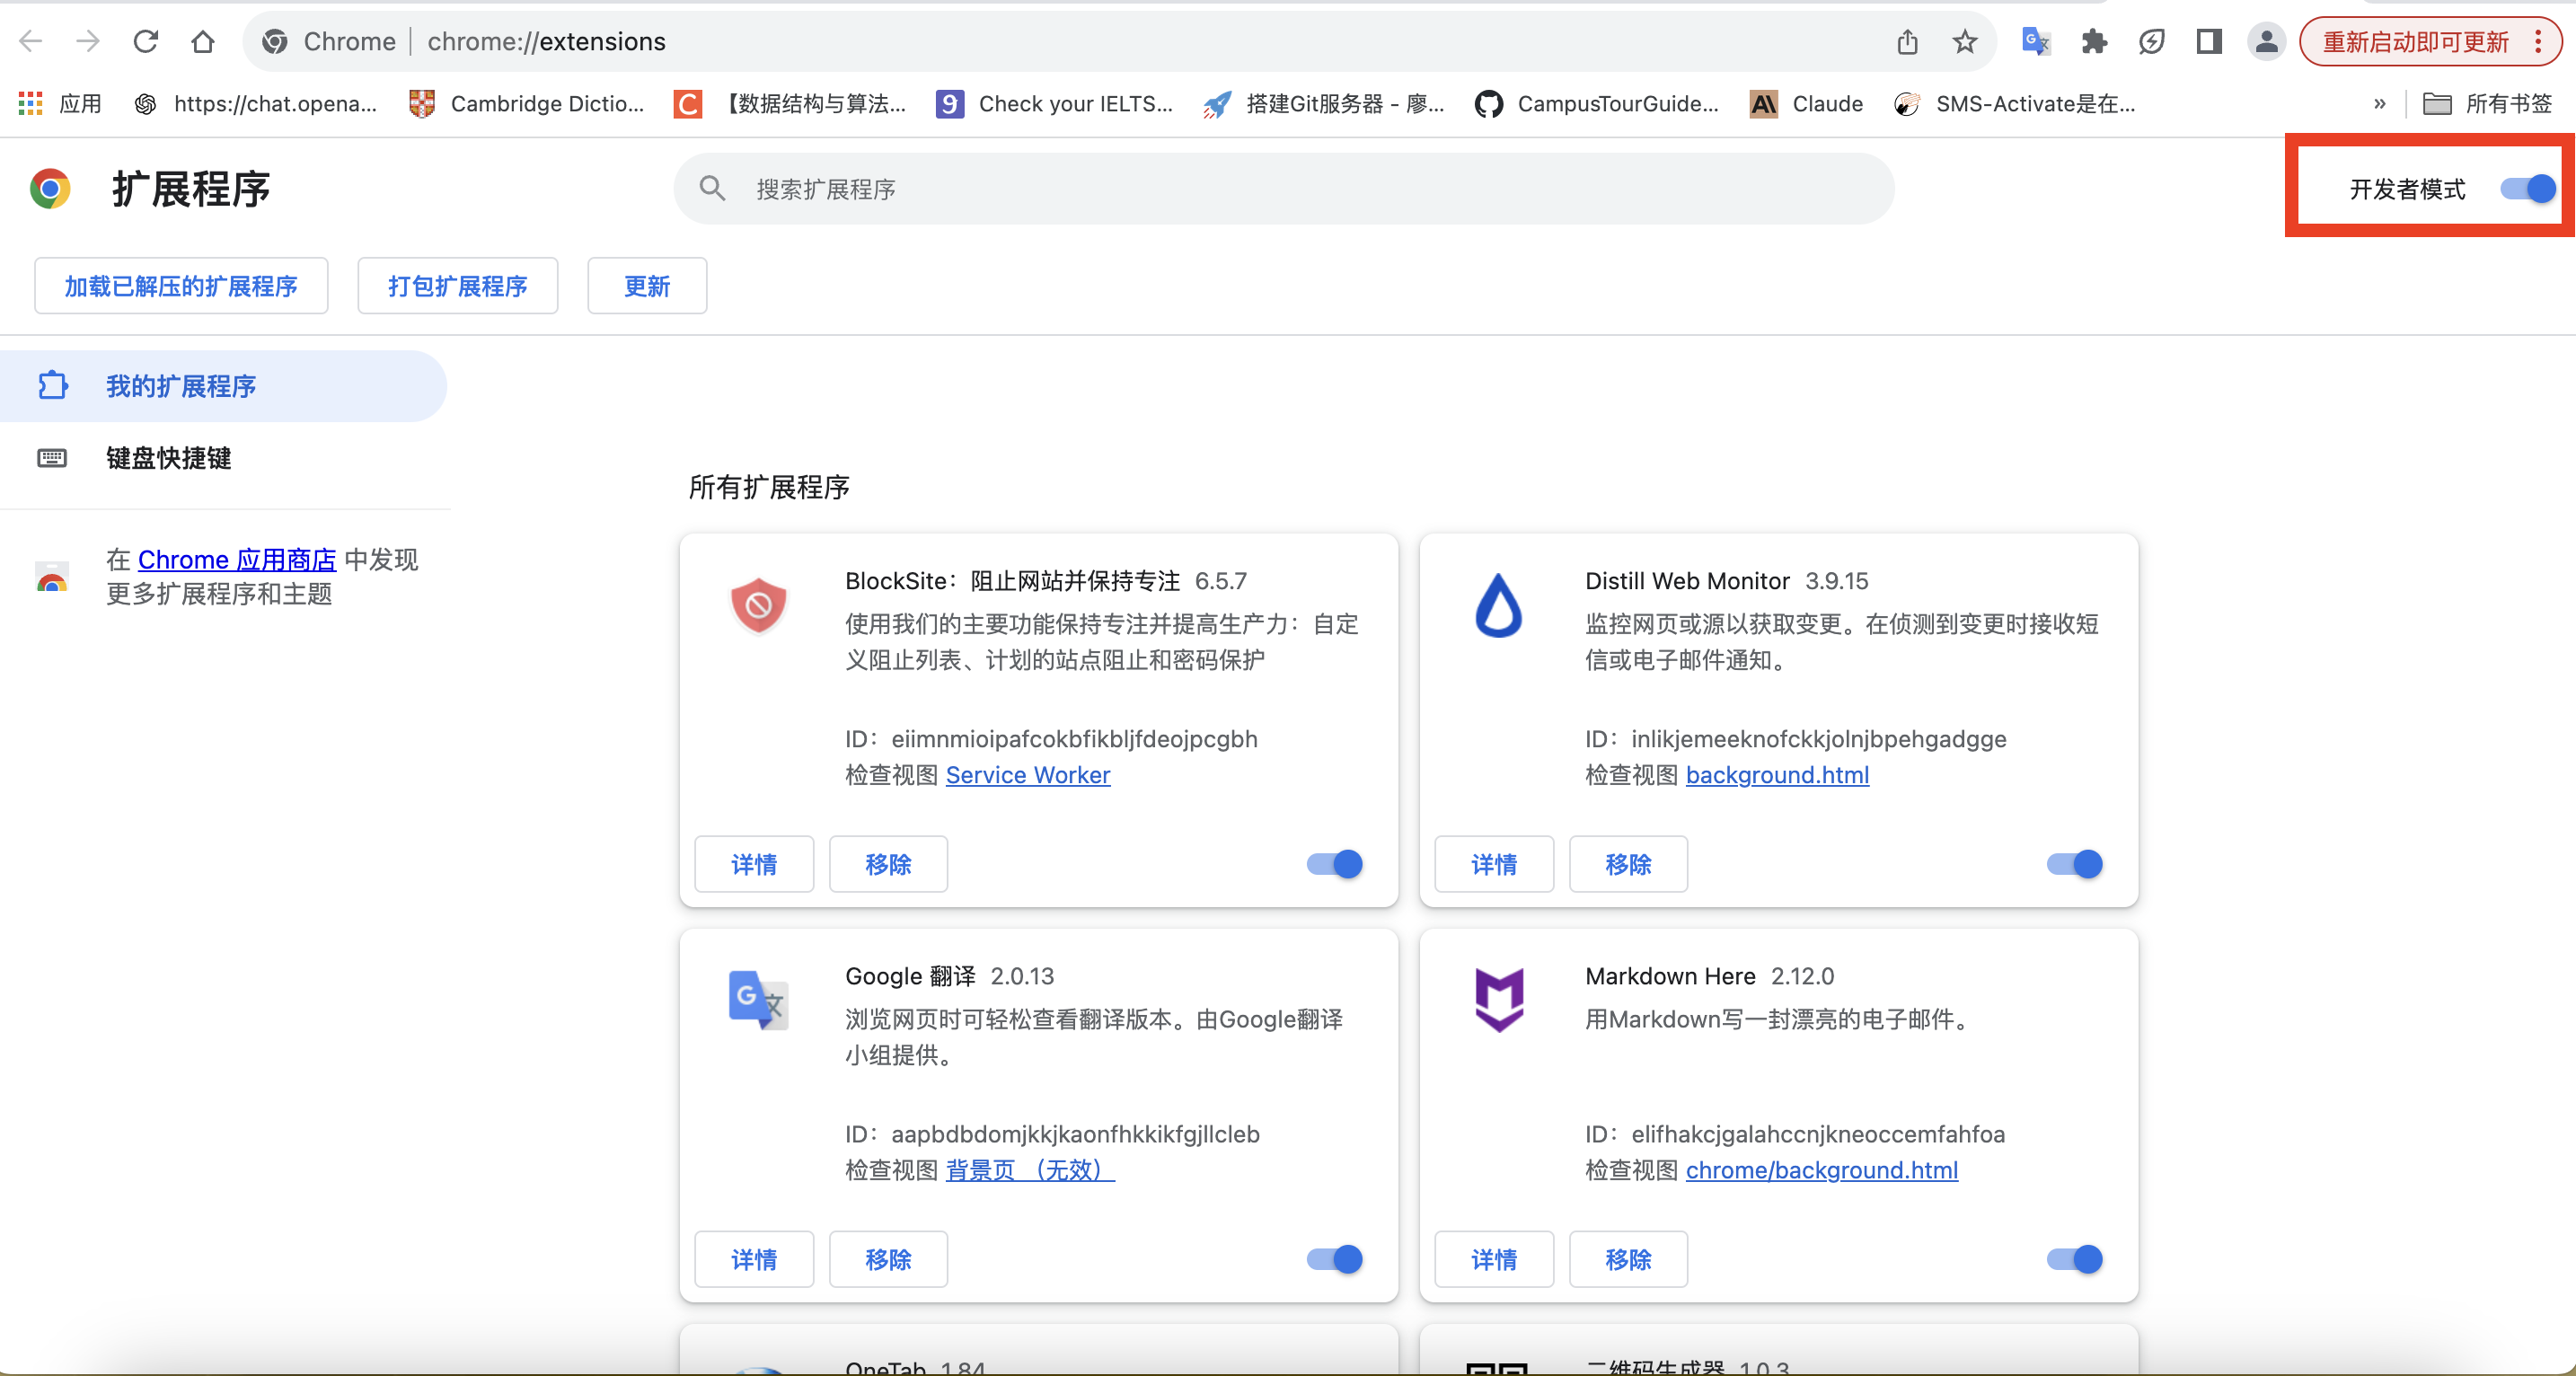 Chrome chrome://extensions 重新启动即可更新
应用 https://chat.opena... Cambridge Dictio... 【数据结构与算法... Check your IELTS... 搭建Git服务器 - 廖... CampusTourGuide... Claude SMS-Activate是在... » 所有书签
扩展程序 搜索扩展程序 开发者模式
加载已解压的扩展程序 打包扩展程序 更新
我的扩展程序
键盘快捷键
在 Chrome 应用商店 中发现
更多扩展程序和主题
所有扩展程序
BlockSite：阻止网站并保持专注 6.5.7
使用我们的主要功能保持专注并提高生产力：自定
义阻止列表、计划的站点阻止和密码保护
ID：eiimnmioipafcokbfikbljfdeojpcgbh
检查视图 Service Worker
详情 移除
Distill Web Monitor 3.9.15
监控网页或源以获取变更。在侦测到变更时接收短
信或电子邮件通知。
ID：inlikjemeeknofckkjolnjbpehgadgge
检查视图 background.html
详情 移除
Google 翻译 2.0.13
浏览网页时可轻松查看翻译版本。由Google翻译
小组提供。
ID：aapbdbdomjkkjkaonfhkkikfgjllcleb
检查视图 背景页 （无效）
详情 移除
Markdown Here 2.12.0
用Markdown写一封漂亮的电子邮件。
ID：elifhakcjgalahccnjkneoccemfahfoa
检查视图 chrome/background.html
详情 移除
OneTab 1.84
二维码生成器 1.0.3